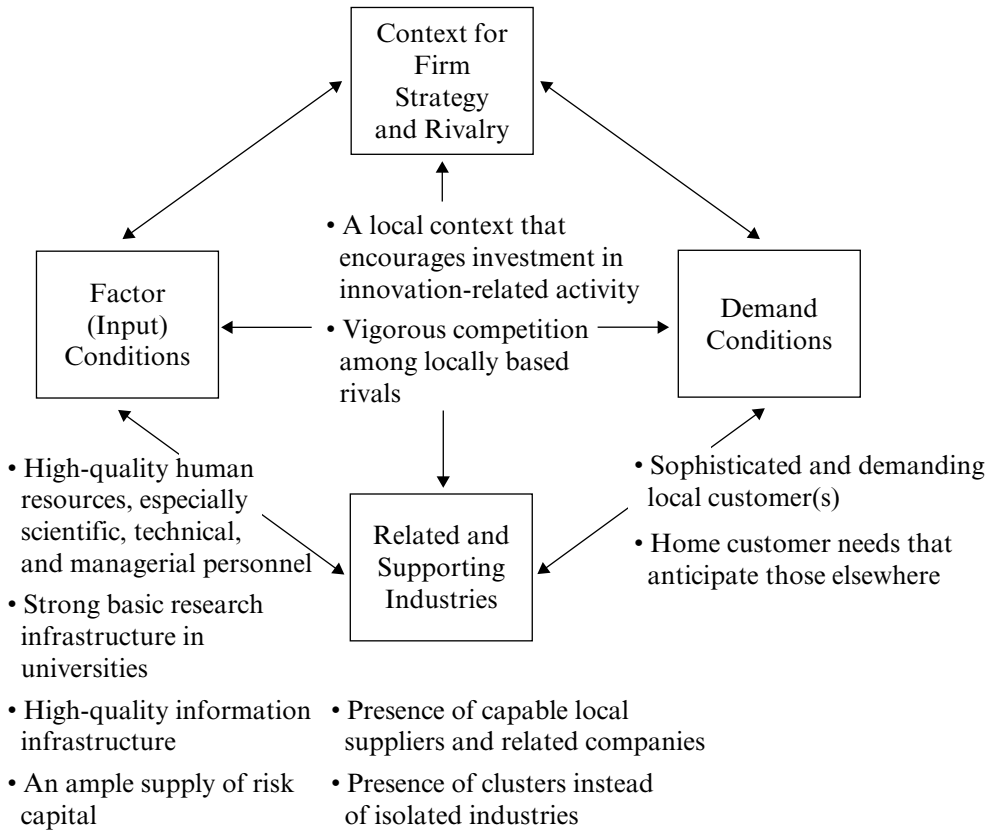 Context for
Firm
Strategy
and Rivalry
• A local context that
encourages investment in
innovation-related activity
• Vigorous competition
among locally based
rivals
Factor
(Input)
Conditions
Demand
Conditions
• High-quality human
resources, especially
scientific, technical,
and managerial personnel
• Strong basic research
infrastructure in
universities
• High-quality information
infrastructure
• An ample supply of risk
capital
Related and
Supporting
Industries
• Sophisticated and demanding
local customer(s)
• Home customer needs that
anticipate those elsewhere
• Presence of capable local
suppliers and related companies
• Presence of clusters instead
of isolated industries